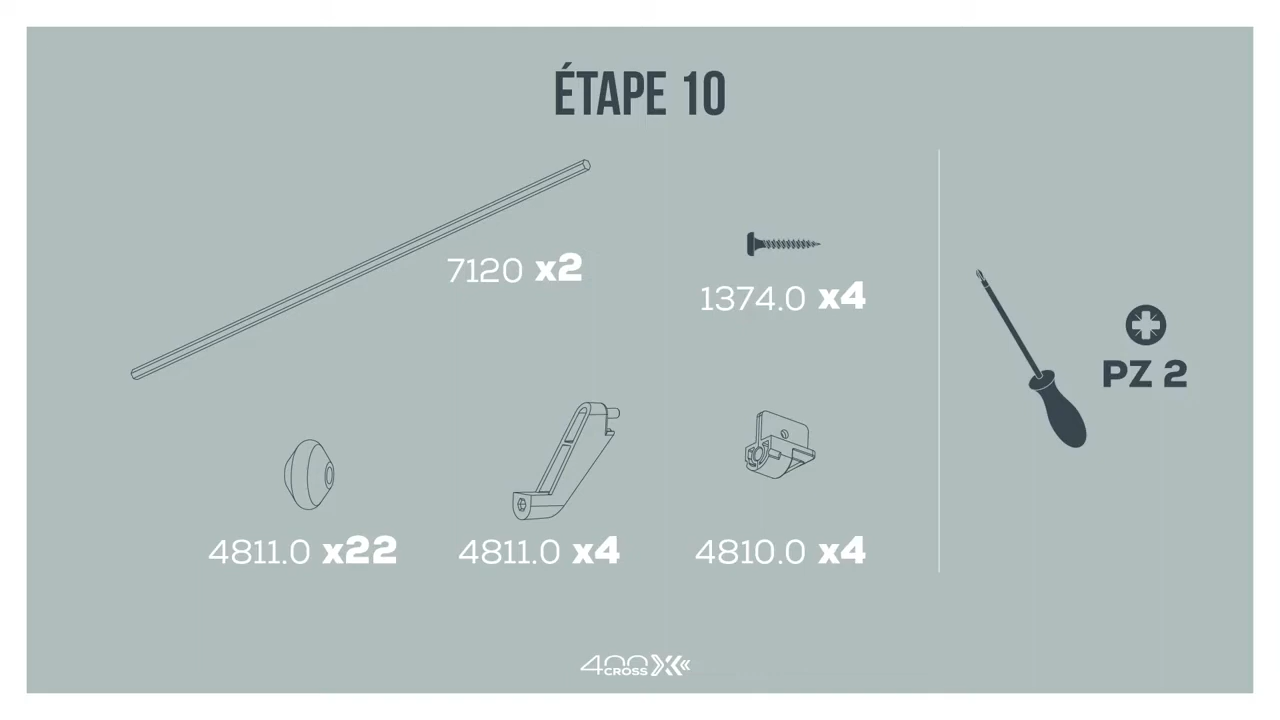 ÉTAPE 10
7120 x2
1374.0 x4
PZ 2
4811.0 x22
4811.0 x4
4810.0 x4
400 CROSS